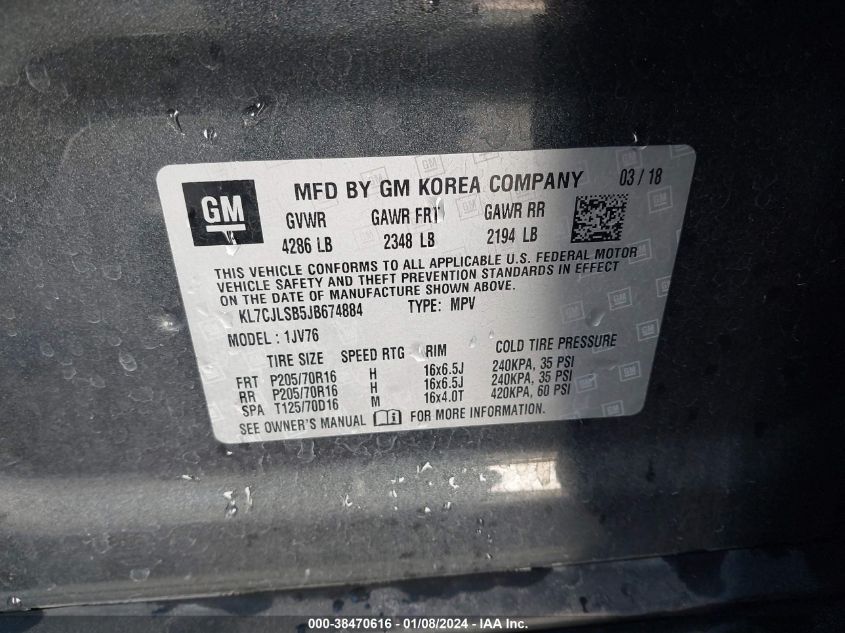 GM
MFD BY GM KOREA COMPANY 03 / 18
GVWR GAWR FRT GAWR RR
4286 LB 2348 LB 2194 LB
THIS VEHICLE CONFORMS TO ALL APPLICABLE U.S. FEDERAL MOTOR
VEHICLE SAFETY AND THEFT PREVENTION STANDARDS IN EFFECT
ON THE DATE OF MANUFACTURE SHOWN ABOVE.
KL7CJLSB5JB674884 TYPE: MPV
MODEL : 1JV76
TIRE SIZE SPEED RTG RIM COLD TIRE PRESSURE
FRT P205/70R16 H 16x6.5J 240KPA, 35 PSI
RR P205/70R16 H 16x6.5J 240KPA, 35 PSI
SPA T125/70D16 M 16x4.0T 420KPA, 60 PSI
SEE OWNER'S MANUAL FOR MORE INFORMATION.
000-38470616 - 01/08/2024 - IAAI Inc.